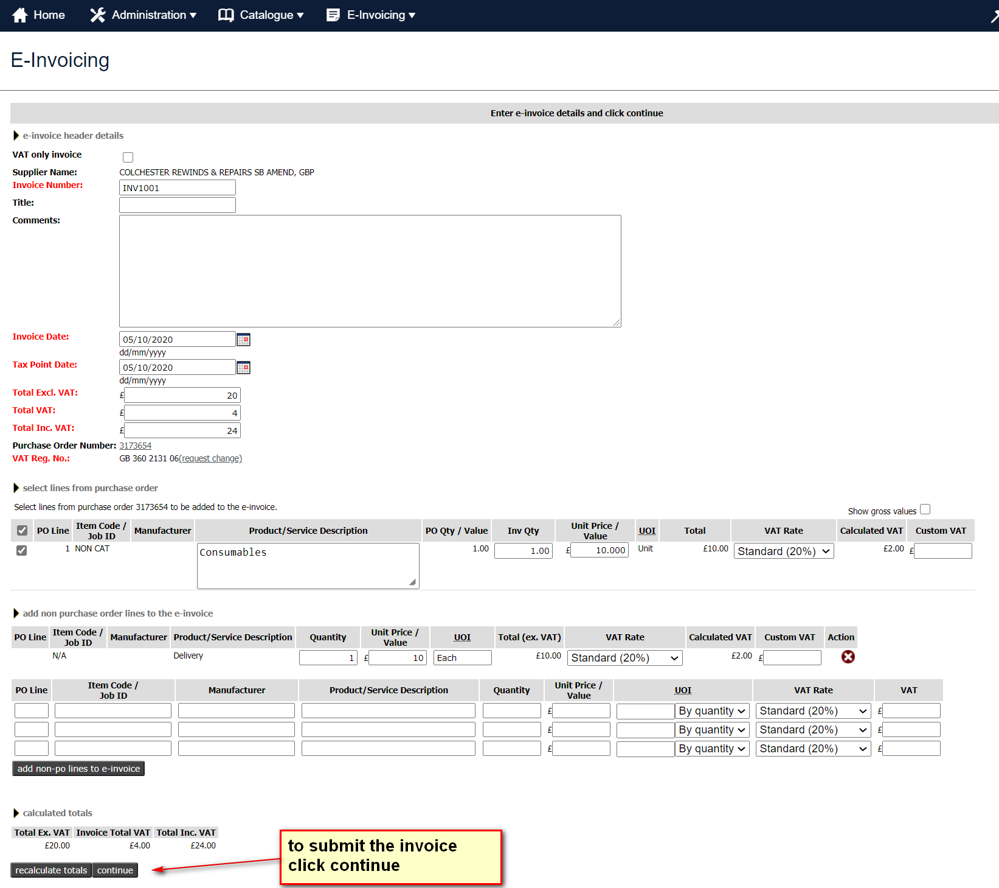 Home Administration Catalogue E-Invoicing
E-Invoicing
Enter e-invoice details and click continue
e-invoice header details
VAT only invoice
Supplier Name: COLCHESTER REWINDS & REPAIRS SB AMEND, GBP
Invoice Number: INV1001
Title:
Comments:
Invoice Date: 05/10/2020
dd/mm/yyyy
Tax Point Date: 05/10/2020
dd/mm/yyyy
Total Excl. VAT: £ 20
Total VAT: £ 4
Total Inc. VAT: £ 24
Purchase Order Number: 3173654
VAT Reg. No.: GB 360 2131 06(request change)
select lines from purchase order
Select lines from purchase order 3173654 to be added to the e-invoice.
Show gross values
PO Line Item Code / Job ID Manufacturer Product/Service Description PO Qty / Value Inv Qty Unit Price / Value UOI Total VAT Rate Calculated VAT Custom VAT
1 NON CAT Consumables 1.00 1.00 £ 10.000 Unit £10.00 Standard (20%) £2.00 £
add non purchase order lines to the e-invoice
PO Line Item Code / Job ID Manufacturer Product/Service Description Quantity Unit Price / Value UOI Total (ex. VAT) VAT Rate Calculated VAT Custom VAT Action
N/A Delivery 1 £ 10 Each £10.00 Standard (20%) £2.00 £
PO Line Item Code / Job ID Manufacturer Product/Service Description Quantity Unit Price / Value UOI VAT Rate VAT
£ By quantity Standard (20%) £
£ By quantity Standard (20%) £
£ By quantity Standard (20%) £
add non-po lines to e-invoice
calculated totals
Total Ex. VAT Invoice Total VAT Total Inc. VAT
£20.00 £4.00 £24.00
recalculate totals continue
to submit the invoice
click continue